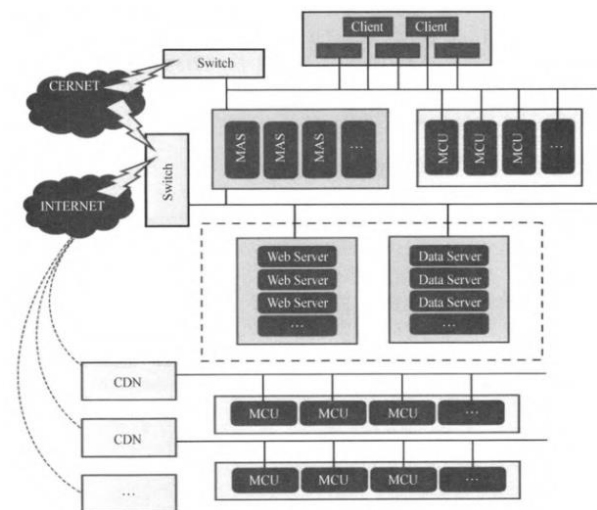 Client Client
Switch
CERNET
MAS MAS MAS ...
MCU MCU MCU ...
Switch
INTERNET
Web Server
Web Server
Web Server
...
Data Server
Data Server
Data Server
...
CDN
MCU MCU MCU ...
CDN
MCU MCU MCU ...
...